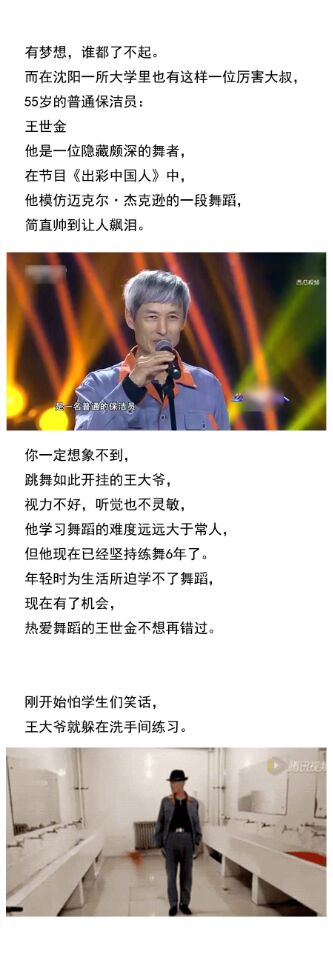 有梦想，谁都了不起。
而在沈阳一所大学里也有这样一位厉害大叔，
55岁的普通保洁员：
王世金
他是一位隐藏颇深的舞者，
在节目《出彩中国人》中，
他模仿迈克尔·杰克逊的一段舞蹈，
简直帅到让人飙泪。
西瓜视频
是一名普通的保洁员
你一定想象不到，
跳舞如此开挂的王大爷，
视力不好，听觉也不灵敏，
他学习舞蹈的难度远远大于常人，
但他现在已经坚持练舞6年了。
年轻时为生活所迫学不了舞蹈，
现在有了机会，
热爱舞蹈的王世金不想再错过。
刚开始怕学生们笑话，
王大爷就躲在洗手间练习。
腾讯视频